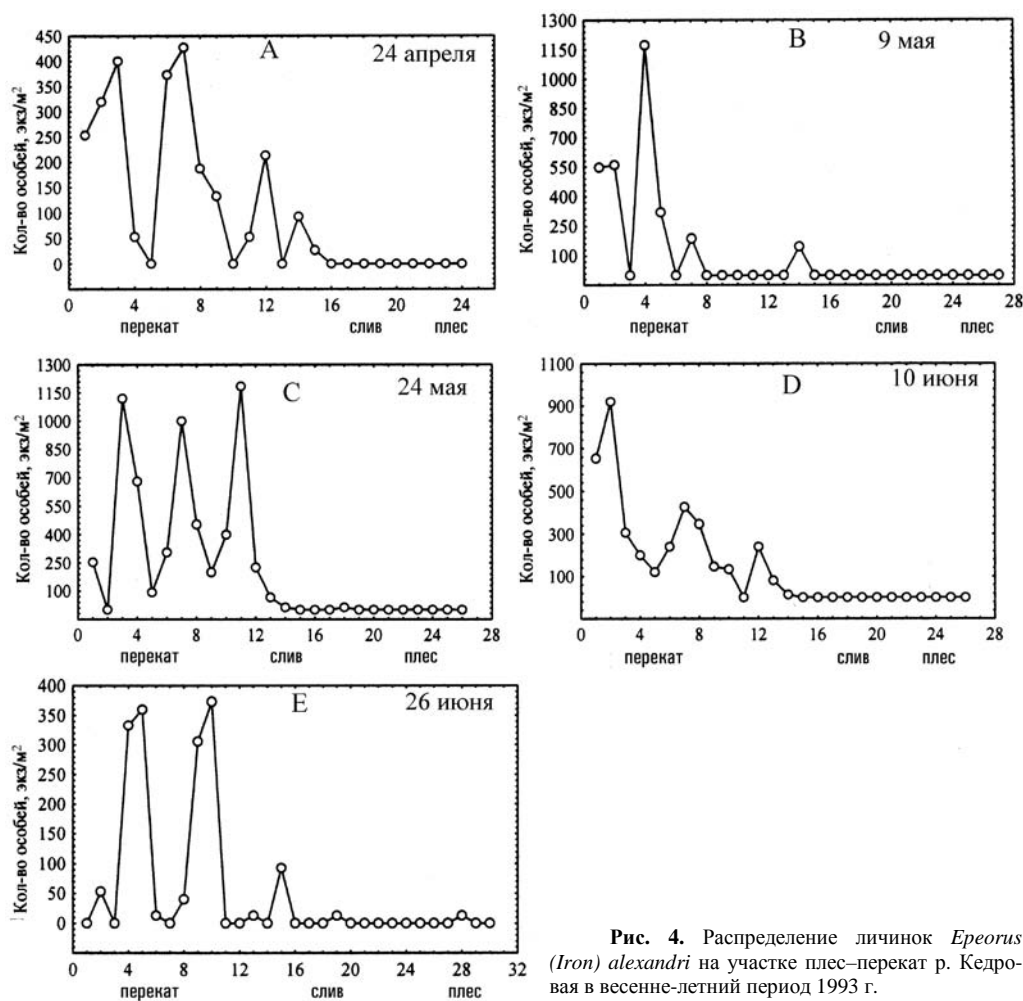 A
24 апреля
Кол-во особей, экз/м²
450
400
350
300
250
200
150
100
50
0
0 4 8 12 16 20 24
перекат слив плес
B
9 мая
Кол-во особей, экз/м²
1300
1150
1000
850
700
550
400
250
100
0 4 8 12 16 20 24 28
перекат слив плес
C
24 мая
Кол-во особей, экз/м²
1300
1150
1000
850
700
550
400
250
100
0 4 8 12 16 20 24 28
перекат слив плес
D
10 июня
Кол-во особей, экз/м²
1100
900
700
500
300
100
0 4 8 12 16 20 24 28
перекат слив плес
E
26 июня
Кол-во особей, экз/м²
400
350
300
250
200
150
100
50
0
0 4 8 12 16 20 24 28 32
перекат слив плес
Рис. 4. Распределение личинок Epeorus
(Iron) alexandri на участке плес–перекат р. Кедро-
вая в весенне-летний период 1993 г.